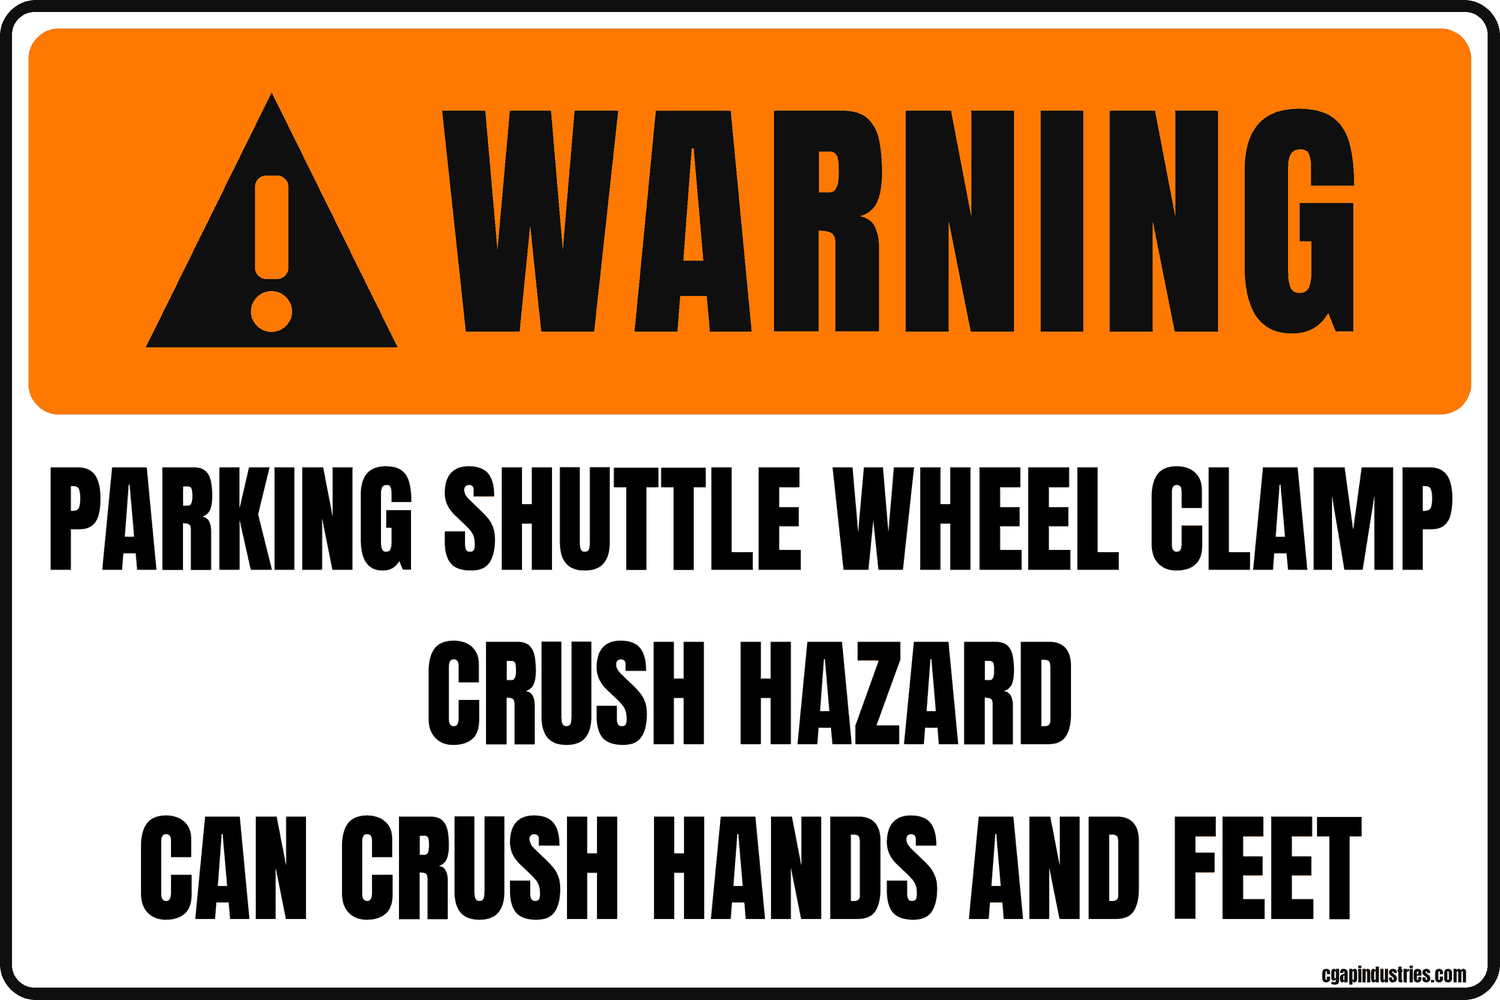 WARNING
PARKING SHUTTLE WHEEL CLAMP
CRUSH HAZARD
CAN CRUSH HANDS AND FEET
cgapindustries.com